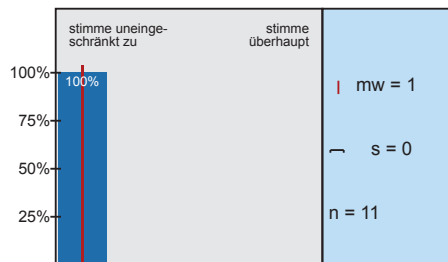 stimme uneinge-
schränkt zu
stimme
überhaupt
100%
100%
75%
50%
25%
mw = 1
s = 0
n = 11